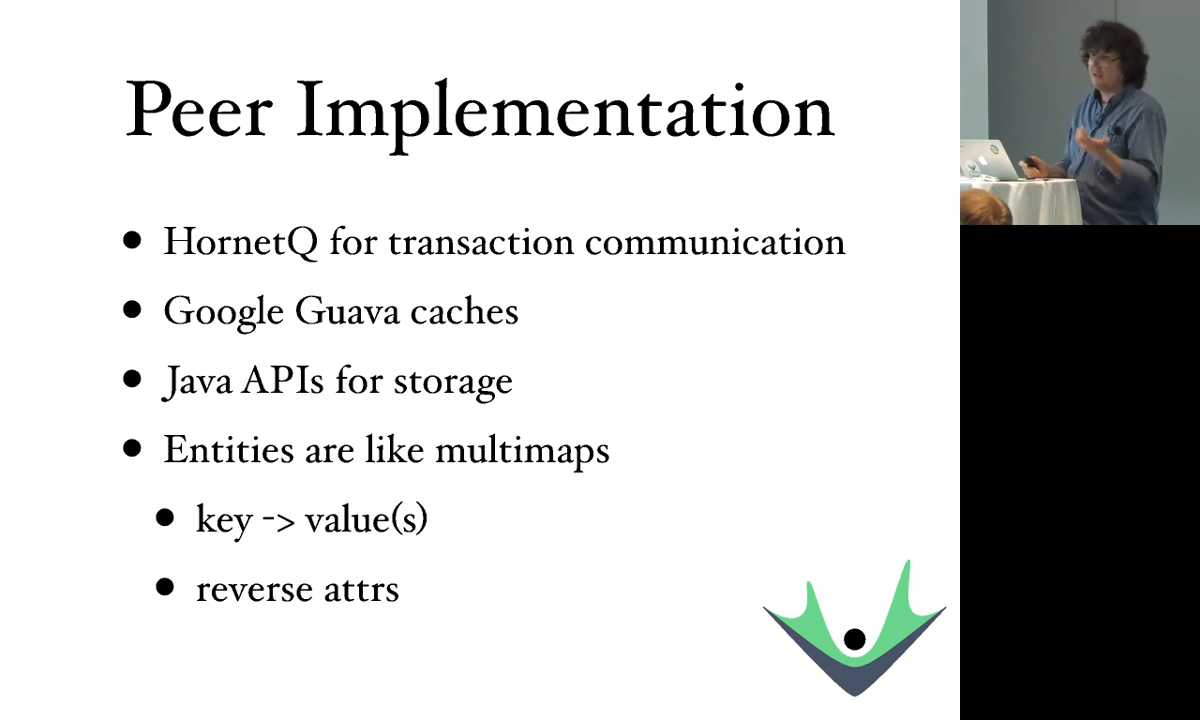 Peer Implementation
• HornetQ for transaction communication
• Google Guava caches
• Java APIs for storage
• Entities are like multimaps
• key -> value(s)
• reverse attrs